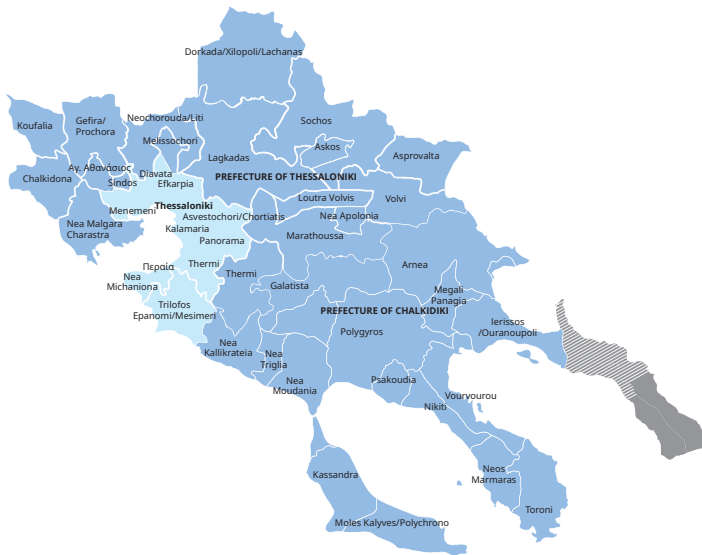 Dorkada/Xilopoli/Lachanas
Neochorouda/Liti
Gefira/
Prochora
Koufalia
Sochos
Melissochori
Askos
Lagkadas
Asprovalta
Αγ. Αθανάσιος
Chalkidona
Sindos
Diavata
Efkarpia
PREFECTURE OF THESSALONIKI
Loutra Volvis
Volvi
Menemeni
Thessaloniki
Asvestochori/Chortiatis
Nea Apolonia
Nea Malgara
Charastra
Kalamaria
Panorama
Marathoussa
Περαία
Thermi
Thermi
Arnea
Nea
Michaniona
Galatista
Megali
Panagia
Trilofos
Epanomi/Mesimeri
PREFECTURE OF CHALKIDIKI
Polygyros
Ierissos
/Ouranoupoli
Nea
Kallikrateia
Nea
Triglia
Nea
Moudania
Psakoudia
Vourvourou
Nikiti
Kassandra
Neos
Marmaras
Toroni
Moles Kalyves/Polychrono